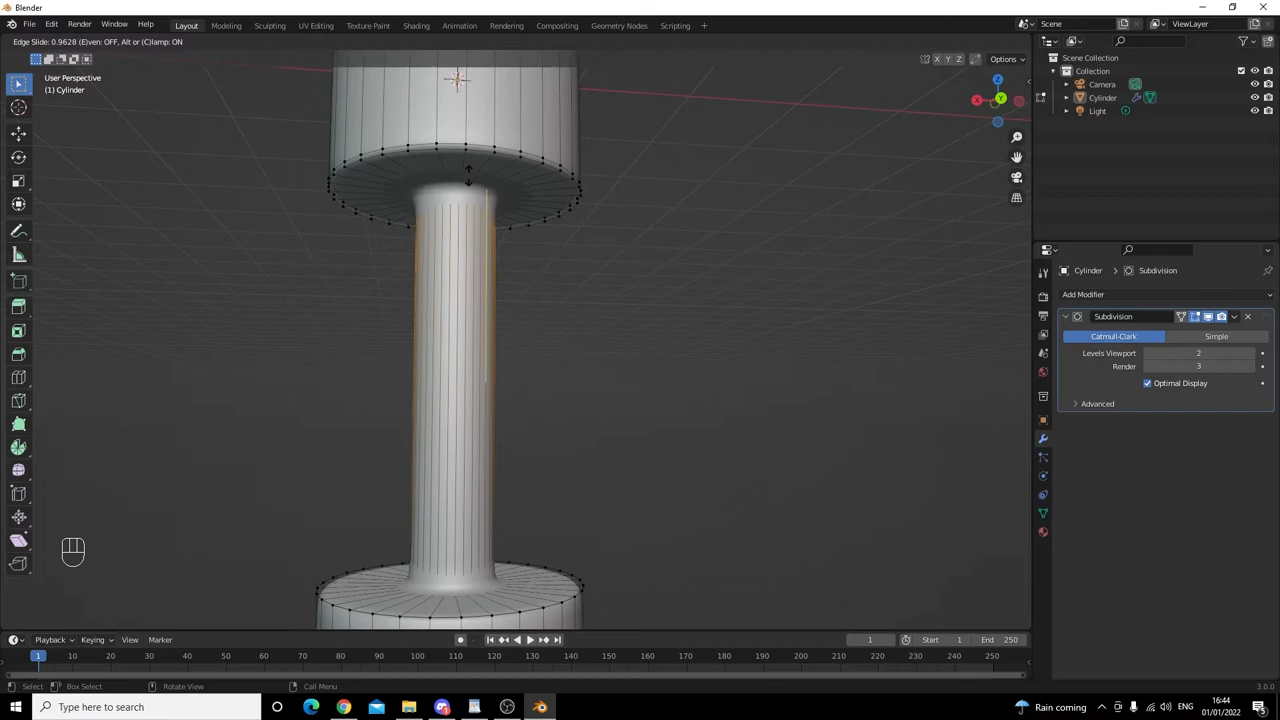 Blender
File Edit Render Window Help
Layout Modeling Sculpting UV Editing Texture Paint Shading Animation Rendering Compositing Geometry Nodes Scripting +
Scene ViewLayer
Edge Slide: 0.9628 (E)ven: OFF, Alt or (C)lamp: ON
X Y Z Options
User Perspective
(1) Cylinder
Z
X Y
Scene Collection
Collection
Camera
Cylinder
Light
Cylinder > Subdivision
Add Modifier
Subdivision
Catmull-Clark Simple
Levels Viewport 2
Render 3
Optimal Display
Advanced
Playback Keying View Marker 1 Start 1 End 250
1 10 20 30 40 50 60 70 80 90 100 110 120 130 140 150 160 170 180 190 200 210 220 230 240 250
Select Box Select Rotate View Call Menu 3.0.0
Type here to search Rain coming 16:44
01/01/2022